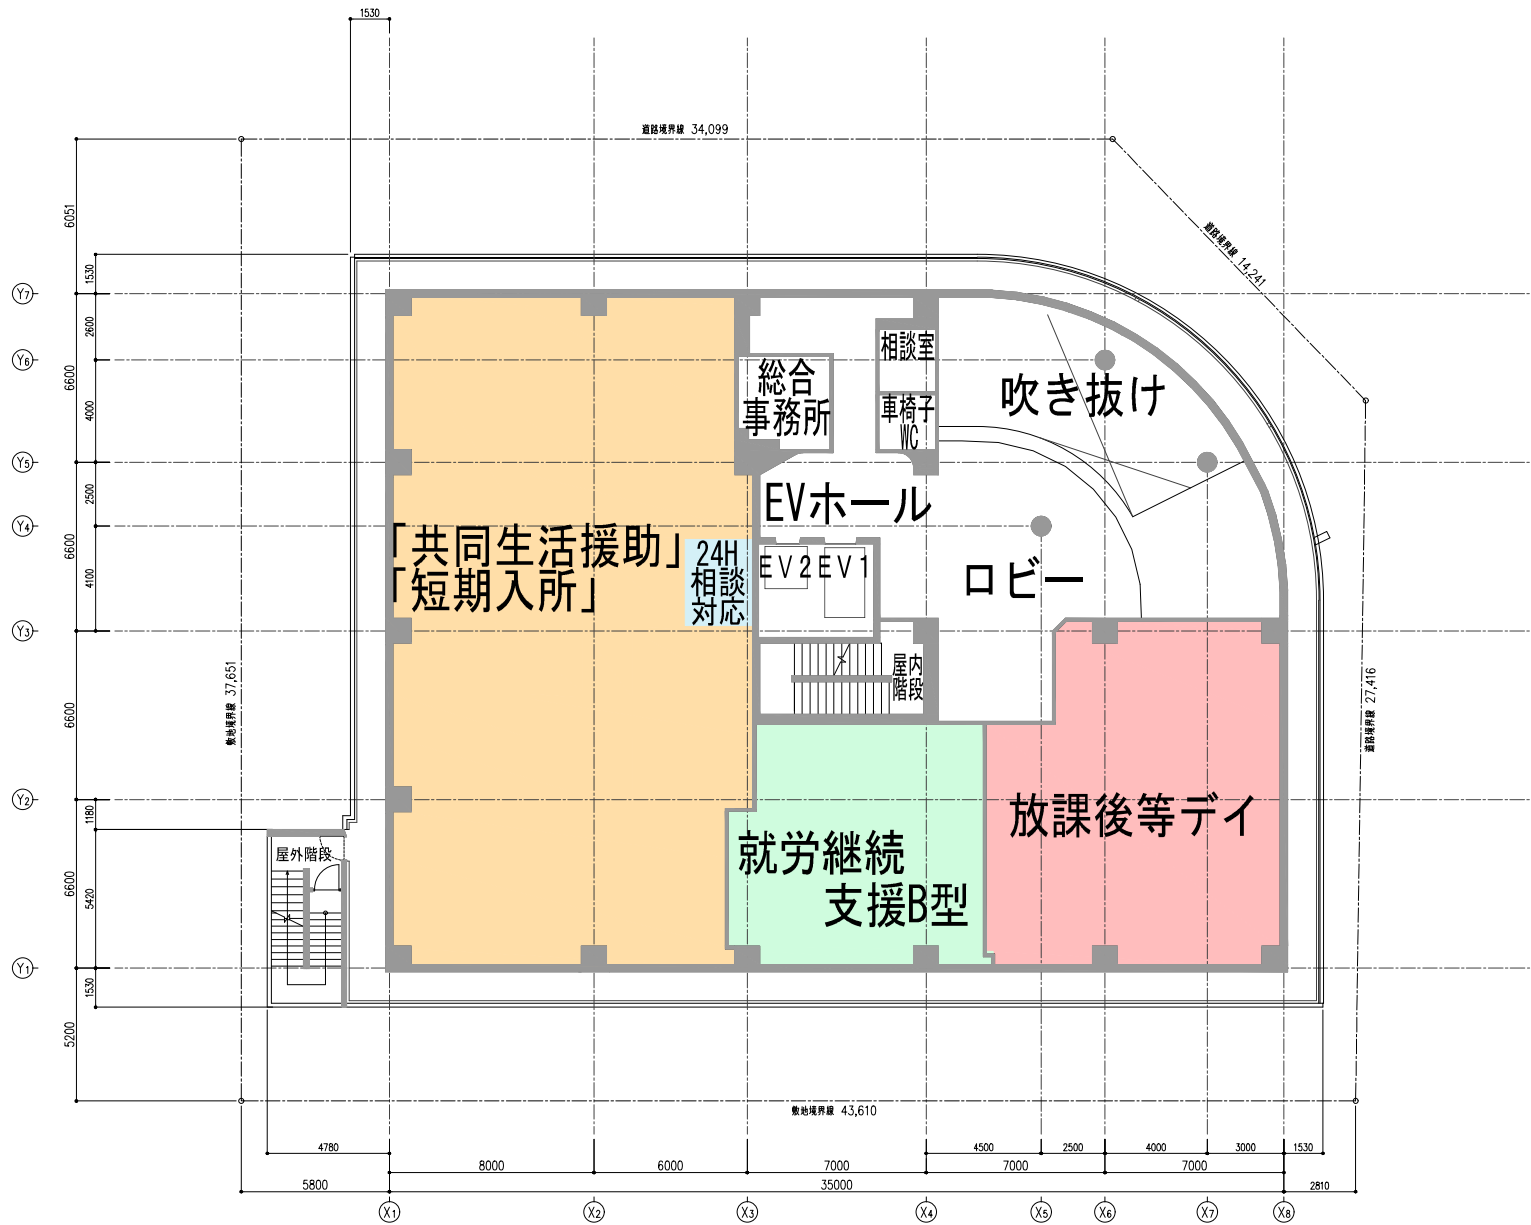 1530
道路境界線 34,099
道路境界線 14,241
6051
1530
Y7
2600
Y6
6600
4000
Y5
2500
Y4
6600
4100
Y3
敷地境界線 37,651
6600
Y2
1180
6600
5420
Y1
1530
5200
相談室
総合
事務所
車椅子
WC
吹き抜け
EVホール
「共同生活援助」
「短期入所」
24H
相談
対応
EV2
EV1
ロビー
屋内
階段
道路境界線 27,416
放課後等デイ
就労継続
支援B型
屋外階段
敷地境界線 43,610
4780
4500
2500
4000
3000
1530
8000
6000
7000
7000
7000
5800
35000
2810
X1
X2
X3
X4
X5
X6
X7
X8